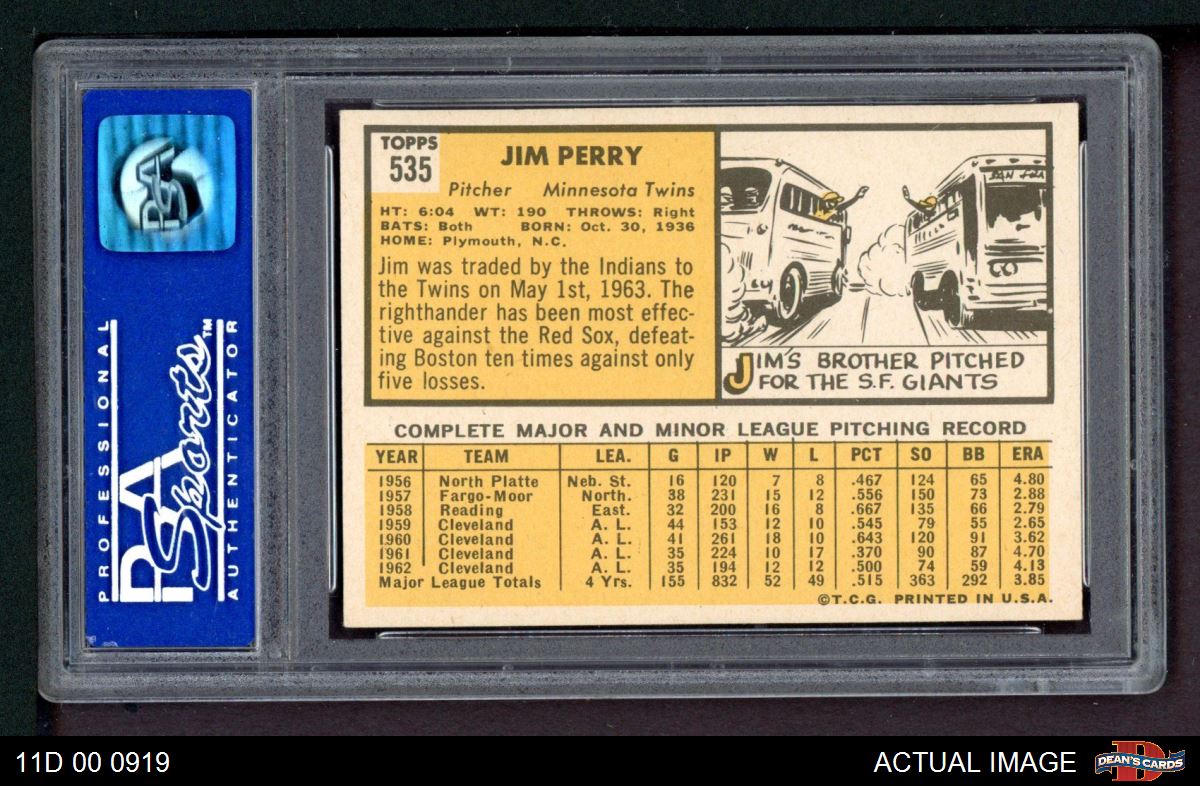 TOPPS
535
JIM PERRY
Pitcher Minnesota Twins
HT: 6:04 WT: 190 THROWS: Right
BATS: Both BORN: Oct. 30, 1936
HOME: Plymouth, N.C.
Jim was traded by the Indians to
the Twins on May 1st, 1963. The
righthander has been most effec-
tive against the Red Sox, defeat-
ing Boston ten times against only
five losses.
JIM'S BROTHER PITCHED
FOR THE S.F. GIANTS
COMPLETE MAJOR AND MINOR LEAGUE PITCHING RECORD
YEAR TEAM LEA. G IP W L PCT SO BB ERA
1956 North Platte Neb. St. 16 120 7 8 .467 124 65 4.80
1957 Fargo-Moor North. 38 231 15 12 .556 150 73 2.88
1958 Reading East. 32 200 16 8 .667 135 66 2.79
1959 Cleveland A. L. 44 153 12 10 .545 79 55 2.65
1960 Cleveland A. L. 41 261 18 10 .643 120 91 3.62
1961 Cleveland A. L. 35 224 10 17 .370 90 87 4.70
1962 Cleveland A. L. 35 194 12 12 .500 74 59 4.13
Major League Totals 4 Yrs. 155 832 52 49 .515 363 292 3.85
©T.C.G. PRINTED IN U.S.A.
PSA
PROFESSIONAL
PSA
Sports™
AUTHENTICATOR
11D 00 0919
ACTUAL IMAGE
D
DEAN'S CARDS